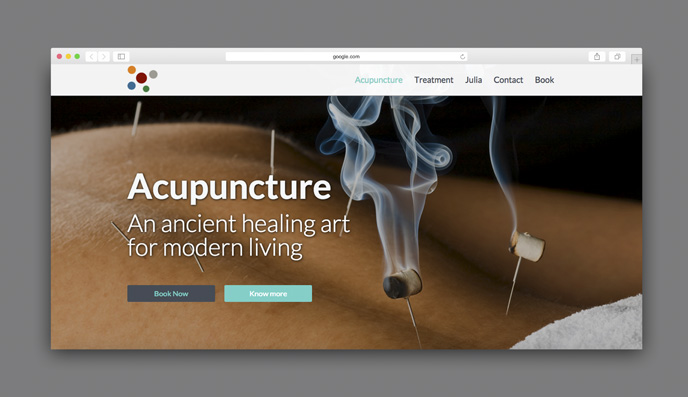 google.com
Acupuncture Treatment Julia Contact Book
Acupuncture
An ancient healing art
for modern living
Book Now Know more